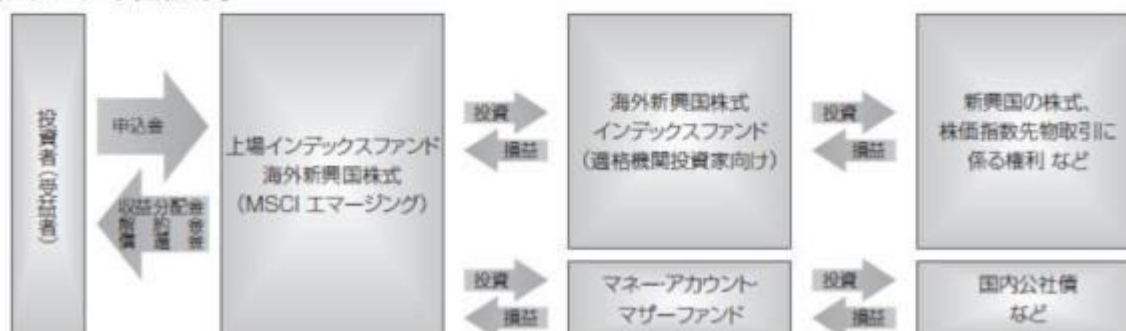 投資者(受益者)
申込金
収益分配金
解約金
償還金
上場インデックスファンド
海外新興国株式
(MSCI エマージング)
投資
損益
海外新興国株式
インデックスファンド
(適格機関投資家向け)
投資
損益
新興国の株式、
株価指数先物取引に
係る権利 など
投資
損益
マネー・アカウント・
マザーファンド
投資
損益
国内公社債
など